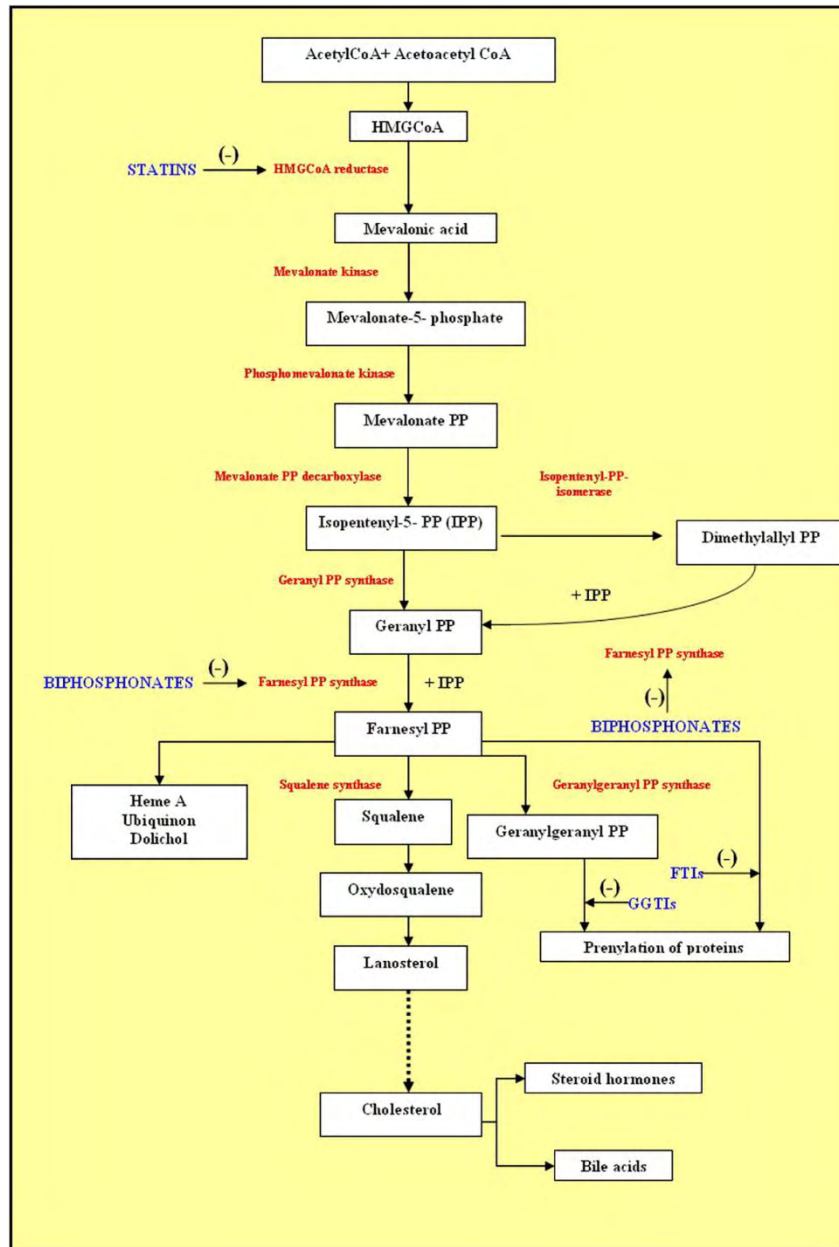 AcetylCoA+ Acetoacetyl CoA
HMGCoA
STATINS
(-)
HMGCoA reductase
Mevalonic acid
Mevalonate kinase
Mevalonate-5- phosphate
Phosphomevalonate kinase
Mevalonate PP
Mevalonate PP decarboxylase
Isopentenyl-PP-
isomerase
Isopentenyl-5- PP (IPP)
Dimethylallyl PP
Geranyl PP synthase
+ IPP
Geranyl PP
Farnesyl PP synthase
BIPHOSPHONATES
(-)
Farnesyl PP synthase
+ IPP
(-)
BIPHOSPHONATES
Farnesyl PP
Heme A
Ubiquinon
Dolichol
Squalene synthase
Geranylgeranyl PP synthase
Squalene
Geranylgeranyl PP
FTIs
(-)
Oxydosqualene
(-)
GGTIs
Prenylation of proteins
Lanosterol
Steroid hormones
Cholesterol
Bile acids